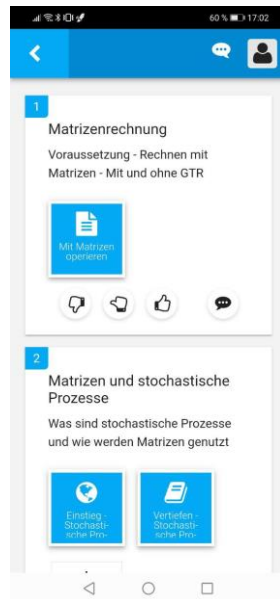 60 % 17:02
1
Matrizenrechnung
Voraussetzung - Rechnen mit
Matrizen - Mit und ohne GTR
Mit Matrizen
operieren
2
Matrizen und stochastische
Prozesse
Was sind stochastische Prozesse
und wie werden Matrizen genutzt
Einstieg - Vertiefen -
Stochasti- Stochasti-
sche Pro- sche Pro-